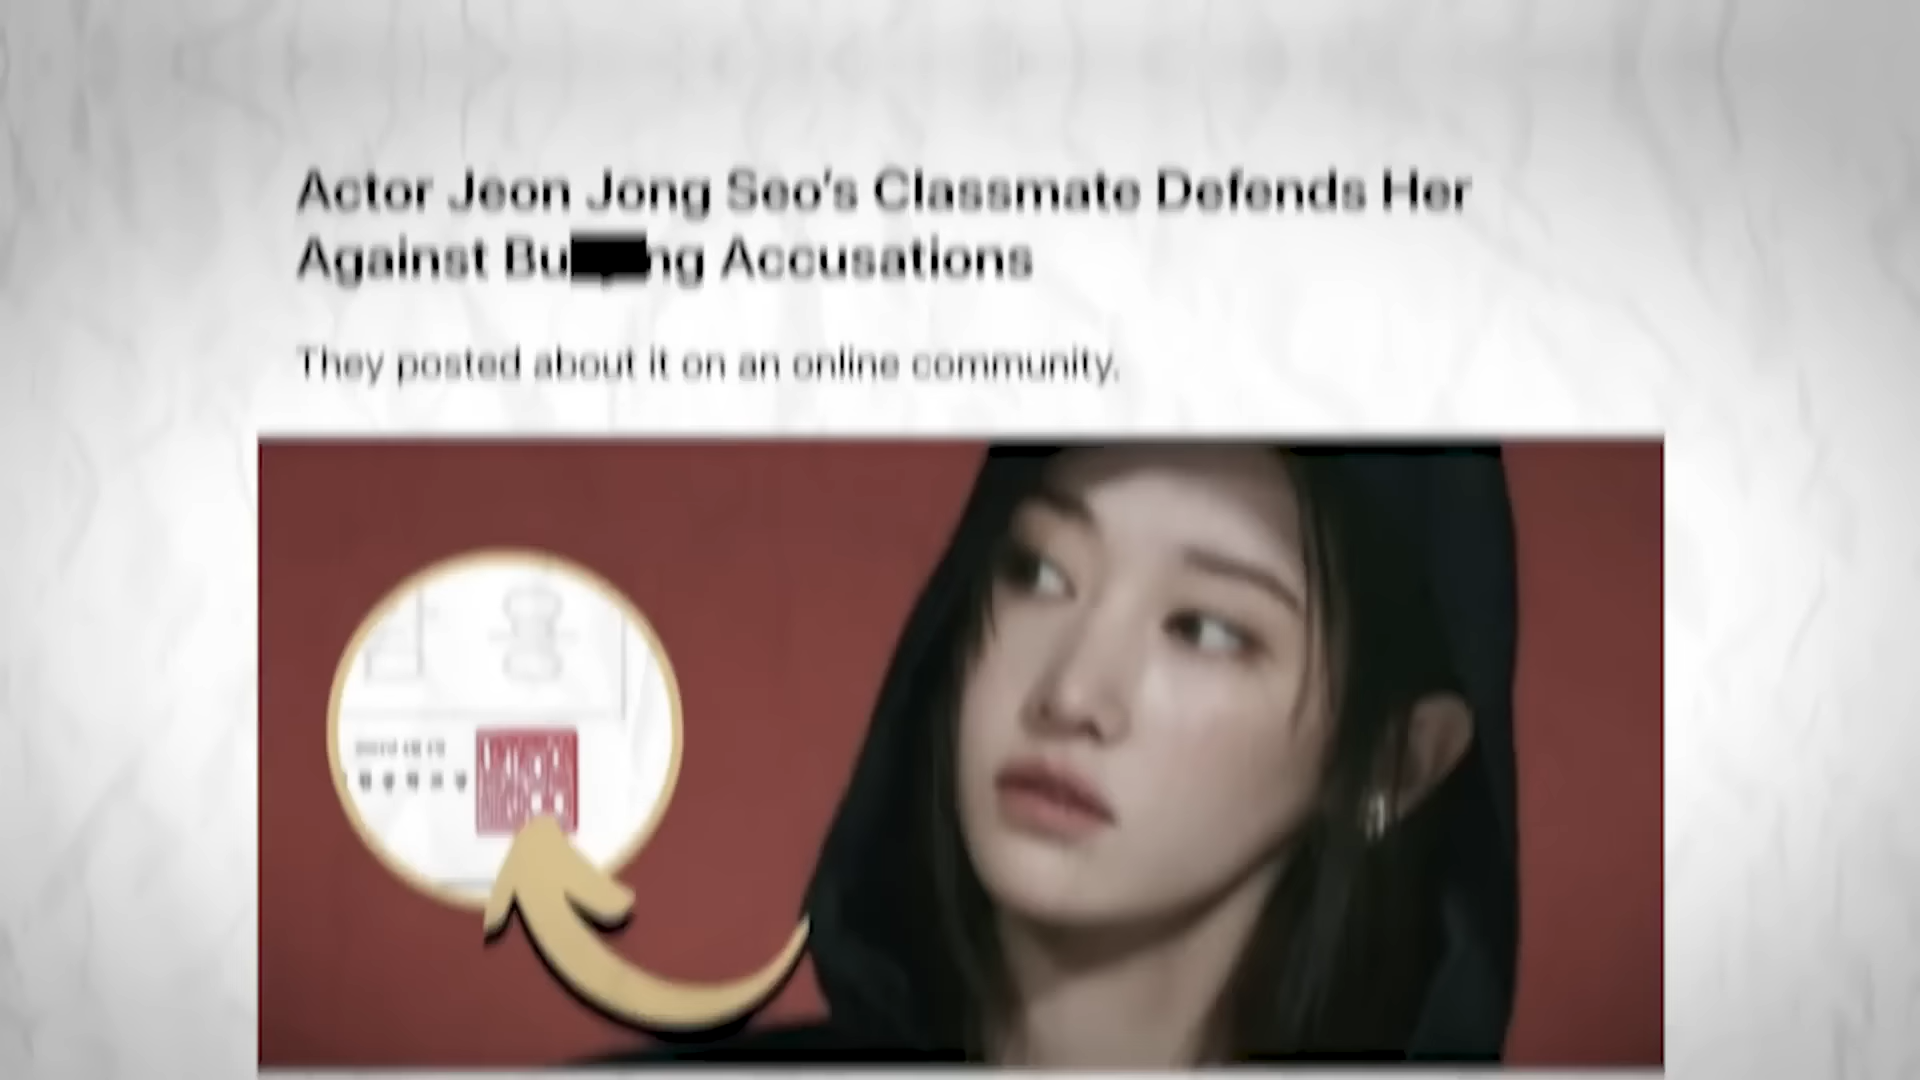 Actor Jeon Jong Seo's Classmate Defends Her
Against Bu ng Accusations
They posted about it on an online community.